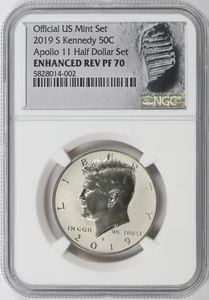 Official US Mint Set
2019 S Kennedy 50C
Apollo 11 Half Dollar Set
ENHANCED REV PF 70
5828014-002
NGC
LIBERTY
IN GOD WE TRUST
S
2019